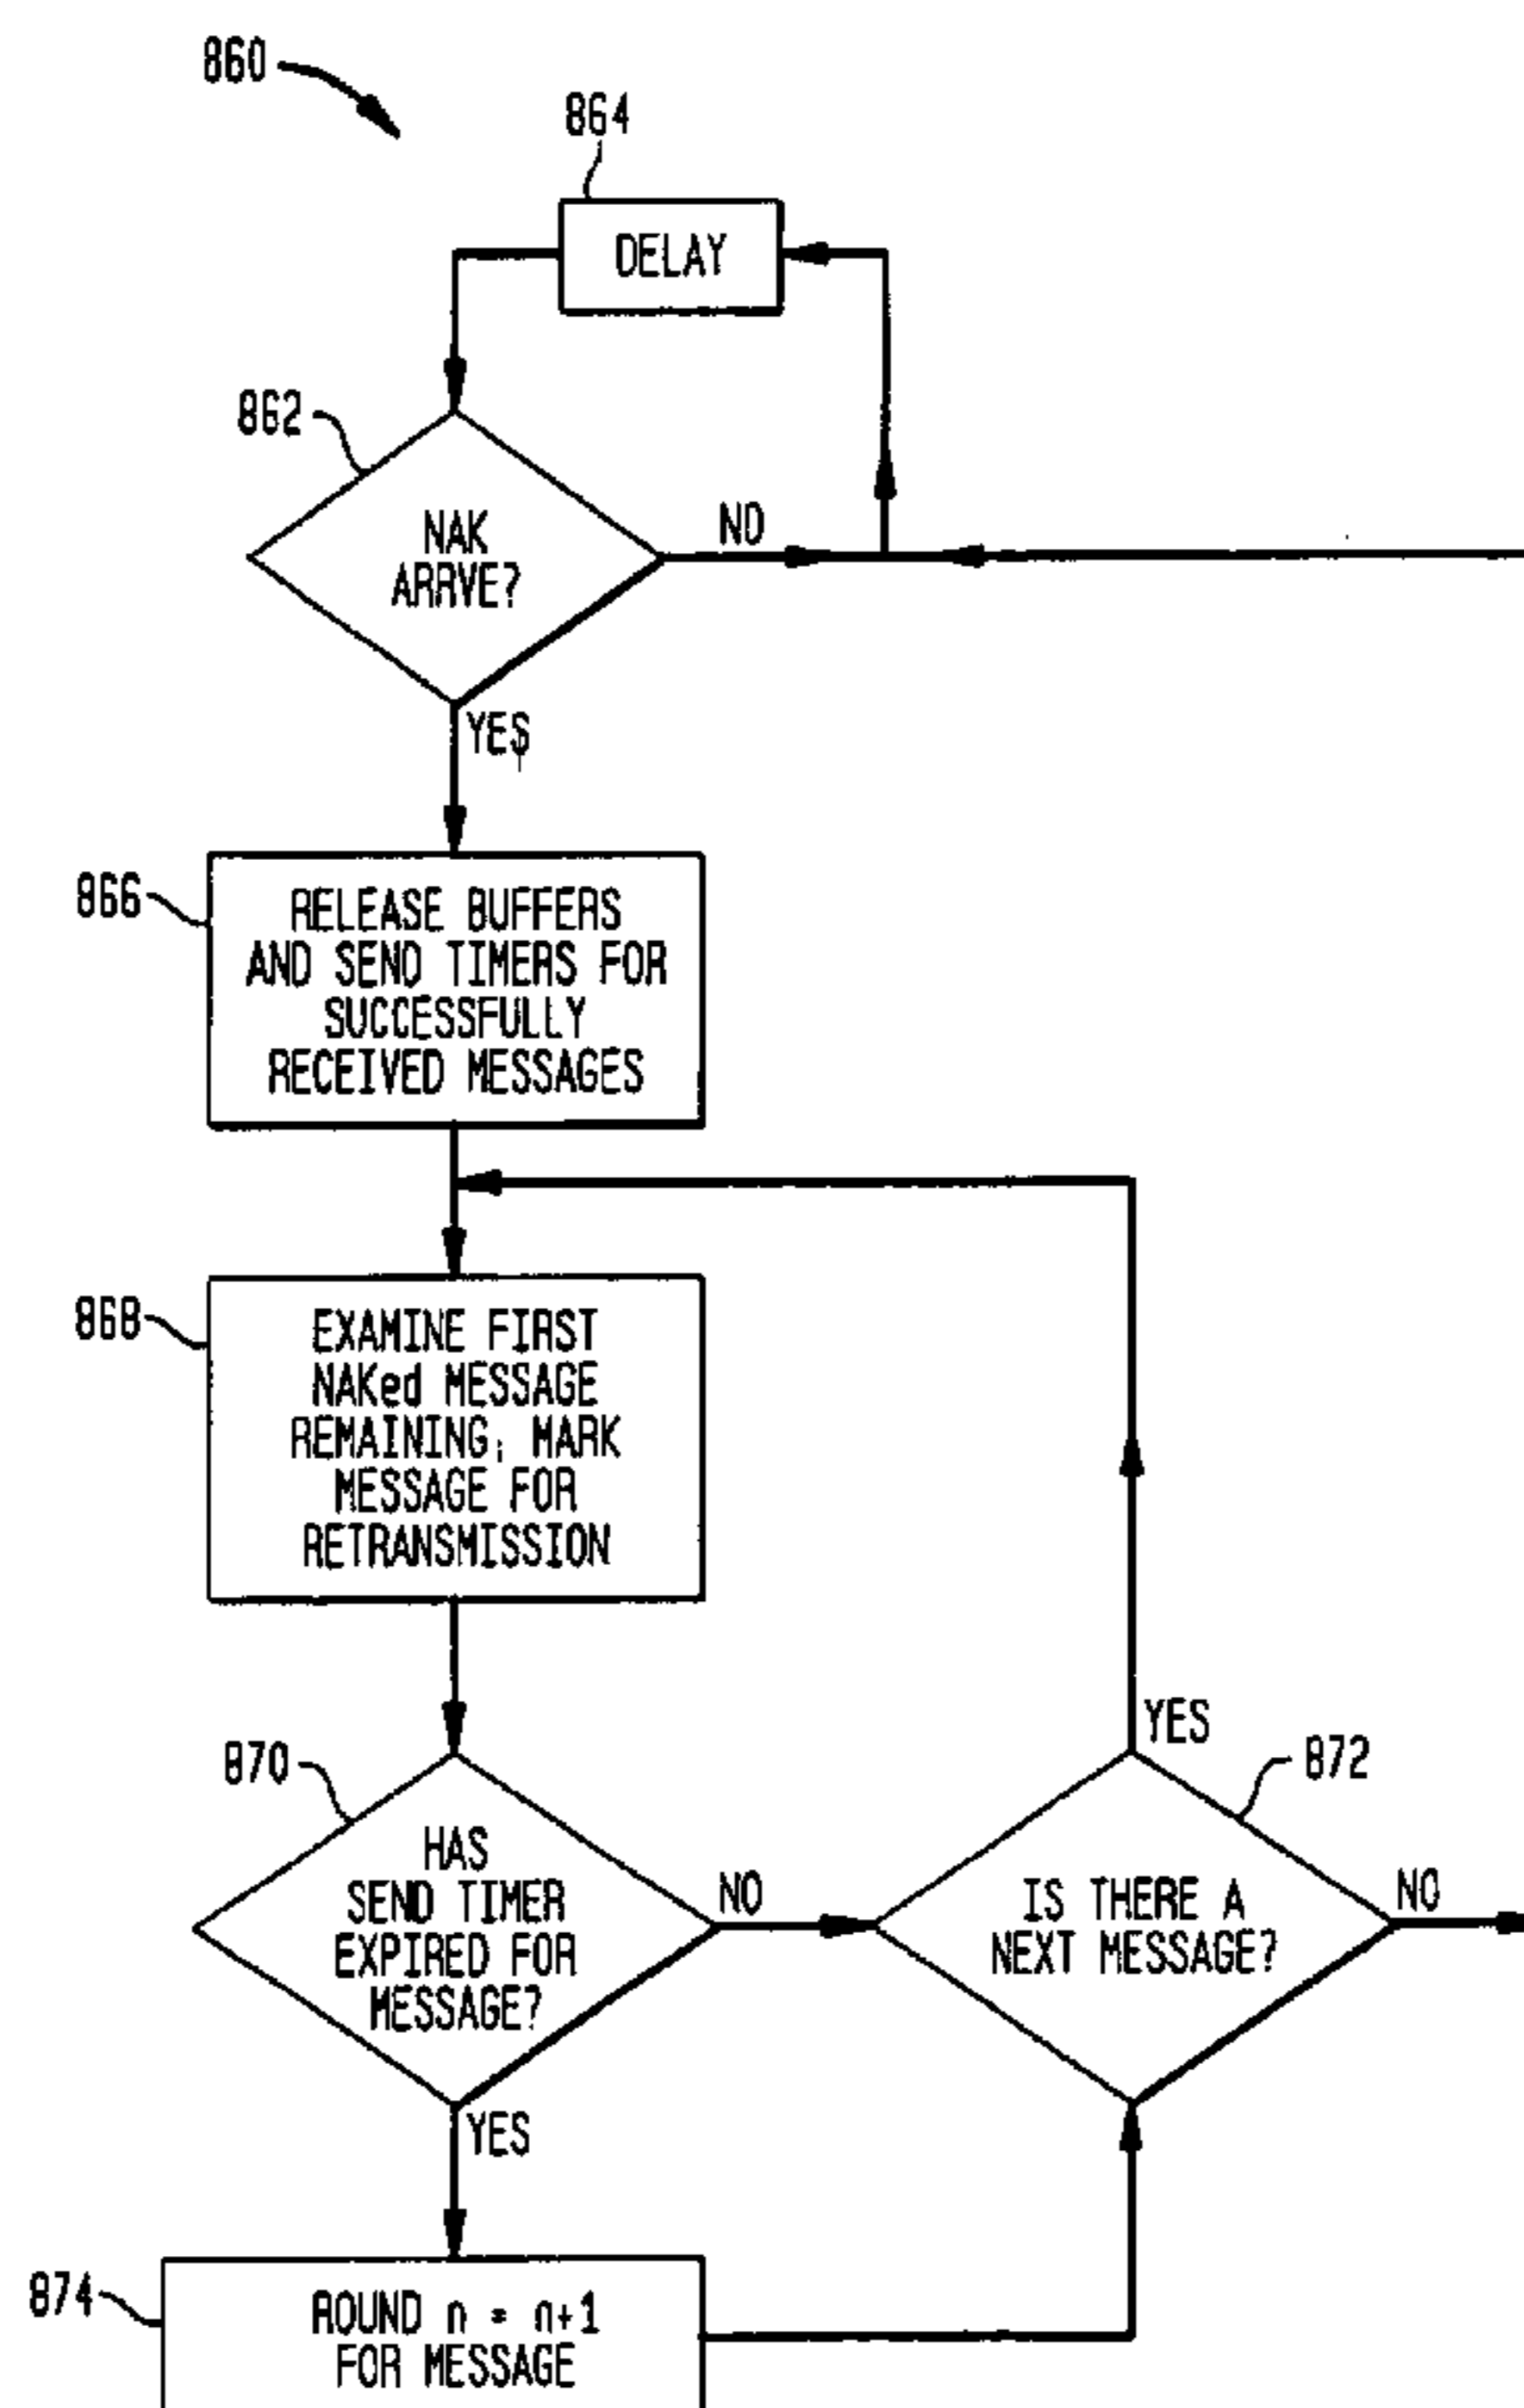 860
864
DELAY
862
NAK
ARRVE?
NO
YES
866
RELEASE BUFFERS
AND SEND TIMERS FOR
SUCCESSFULLY
RECEIVED MESSAGES
868
EXAMINE FIRST
NAKed MESSAGE
REMAINING; MARK
MESSAGE FOR
RETRANSMISSION
870
HAS
SEND TIMER
EXPIRED FOR
MESSAGE?
NO
YES
872
IS THERE A
NEXT MESSAGE?
YES
NO
874
ROUND n = n+1
FOR MESSAGE